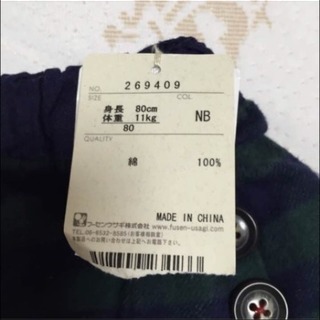 NO. 269409
SIZE COL.
身長 80cm
体重 11kg NB
80
QUALITY
綿 100%
フーセンウサギ株式会社 www.fusen-usagi.com
MADE IN CHINA